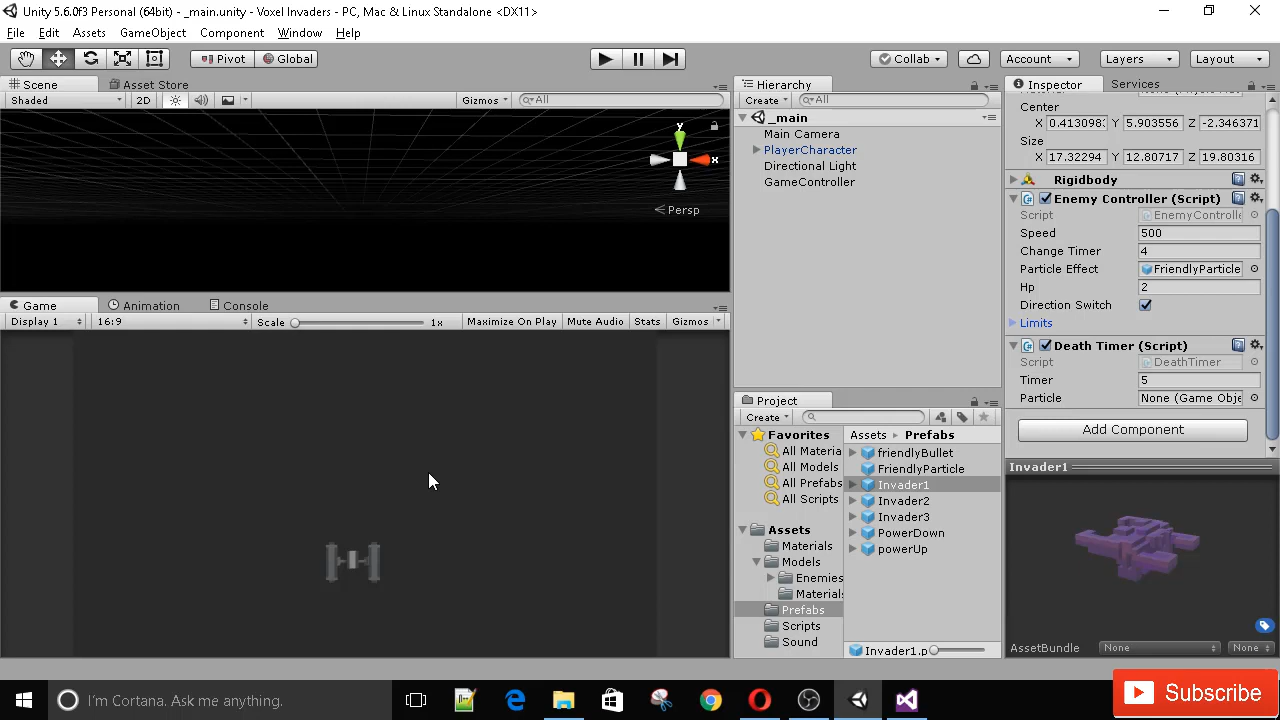 Unity 5.6.0f3 Personal (64bit) - _main.unity - Voxel Invaders - PC, Mac & Linux Standalone <DX11>
File Edit Assets GameObject Component Window Help
Pivot Global Collab Account Layers Layout
Scene Asset Store
Shaded 2D Gizmos All
y
x
Persp
Game Animation Console
Display 1 16:9 Scale 1x Maximize On Play Mute Audio Stats Gizmos
Hierarchy
Create All
_main
Main Camera
PlayerCharacter
Directional Light
GameController
Project
Create
Favorites
All Materia
All Models
All Prefabs
All Scripts
Assets
Materials
Models
Enemies
Materials
Prefabs
Scripts
Sound
Assets Prefabs
friendlyBullet
FriendlyParticle
Invader1
Invader2
Invader3
PowerDown
powerUp
Invader1.p
Inspector Services
Center
X 0.413098 Y 5.903556 Z -2.346371
Size
X 17.32294 Y 12.80717 Z 19.80316
Rigidbody
Enemy Controller (Script)
Script EnemyControlle
Speed 500
Change Timer 4
Particle Effect FriendlyParticle
Hp 2
Direction Switch
Limits
Death Timer (Script)
Script DeathTimer
Timer 5
Particle None (Game Obje
Add Component
Invader1
AssetBundle None None
I'm Cortana. Ask me anything.
Subscribe